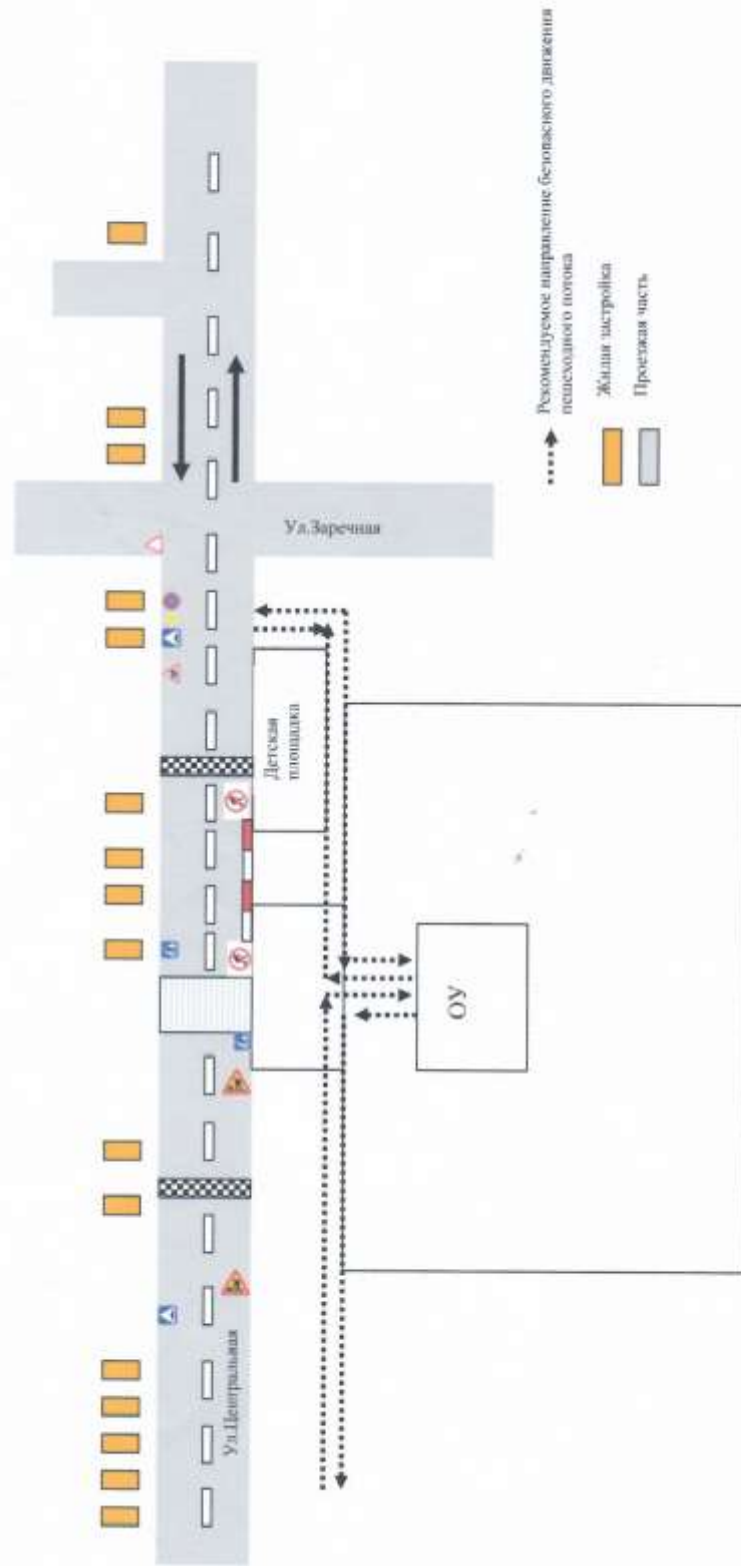 Ул.Заречная
Детская
площадка
ОУ
Ул.Центральная
Рекомендуемое направление безопасного движения
пешеходного потока
Жилая застройка
Проезжая часть